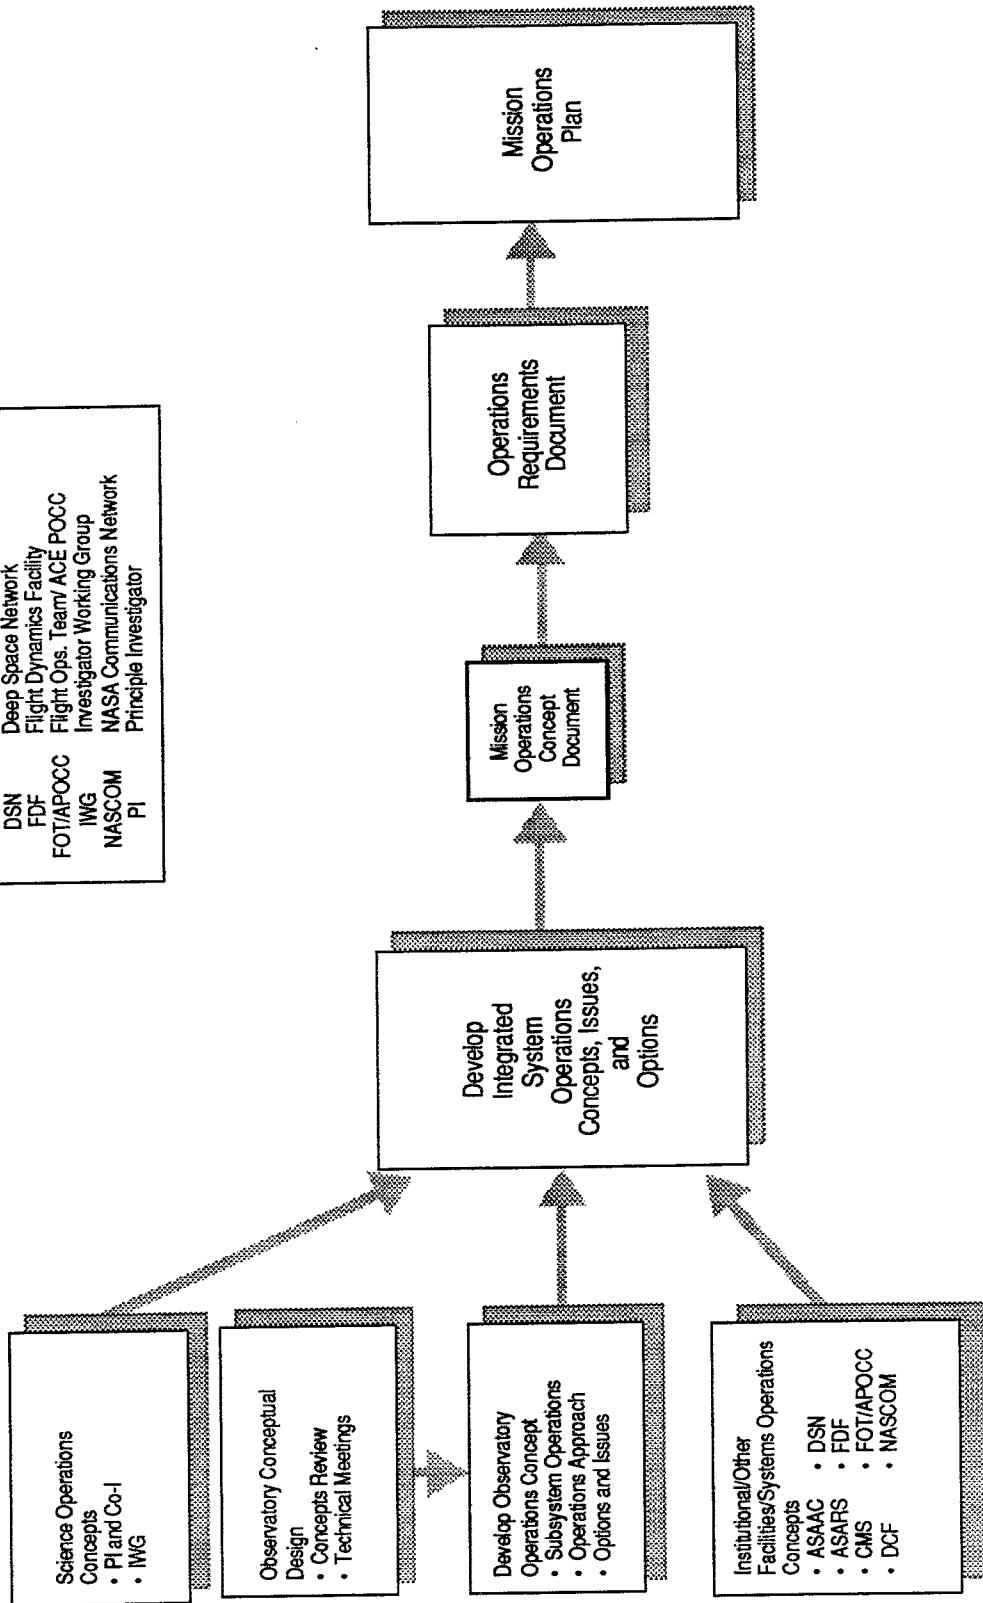 DSN Deep Space Network
FDF Flight Dynamics Facility
FOT/APOCC Flight Ops. Team/ ACE POCC
IWG Investigator Working Group
NASCOM NASA Communications Network
PI Principle Investigator
Science Operations
Concepts
• PI and Co-I
• IWG
Observatory Conceptual
Design
• Concepts Review
• Technical Meetings
Develop Observatory
Operations Concept
• Subsystem Operations
• Operations Approach
• Options and Issues
Institutional/Other
Facilities/Systems Operations
Concepts
• ASAAC • DSN
• ASARS • FDF
• CMS • FOT/APOCC
• DCF • NASCOM
Develop
Integrated
System
Operations
Concepts, Issues,
and
Options
Mission
Operations
Concept
Document
Operations
Requirements
Document
Mission
Operations
Plan